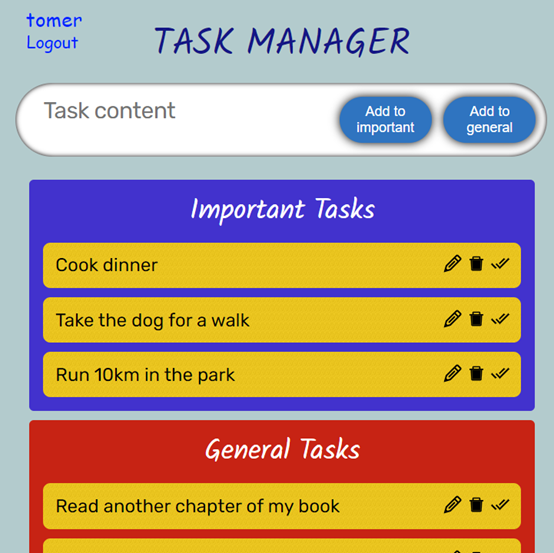 tomer
Logout
TASK MANAGER
Task content
Add to
important
Add to
general
Important Tasks
Cook dinner
Take the dog for a walk
Run 10km in the park
General Tasks
Read another chapter of my book